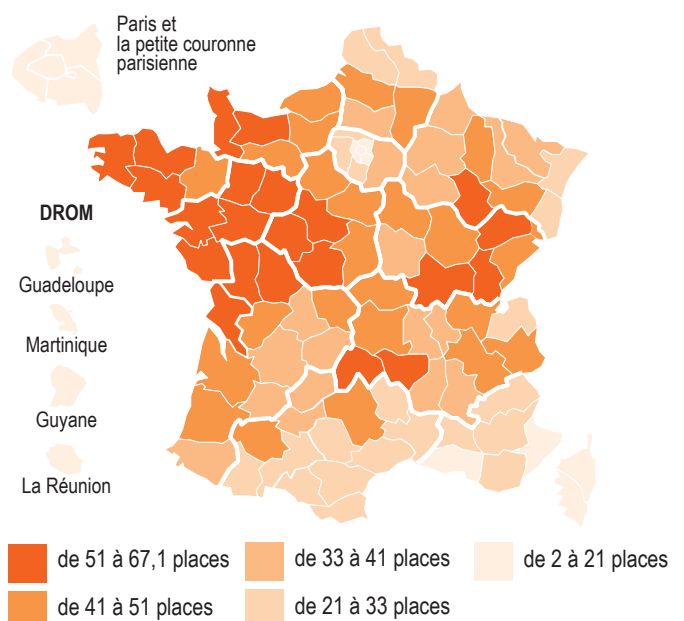 Paris et
la petite couronne
parisienne
DROM
Guadeloupe
Martinique
Guyane
La Réunion
de 51 à 67,1 places
de 33 à 41 places
de 2 à 21 places
de 41 à 51 places
de 21 à 33 places